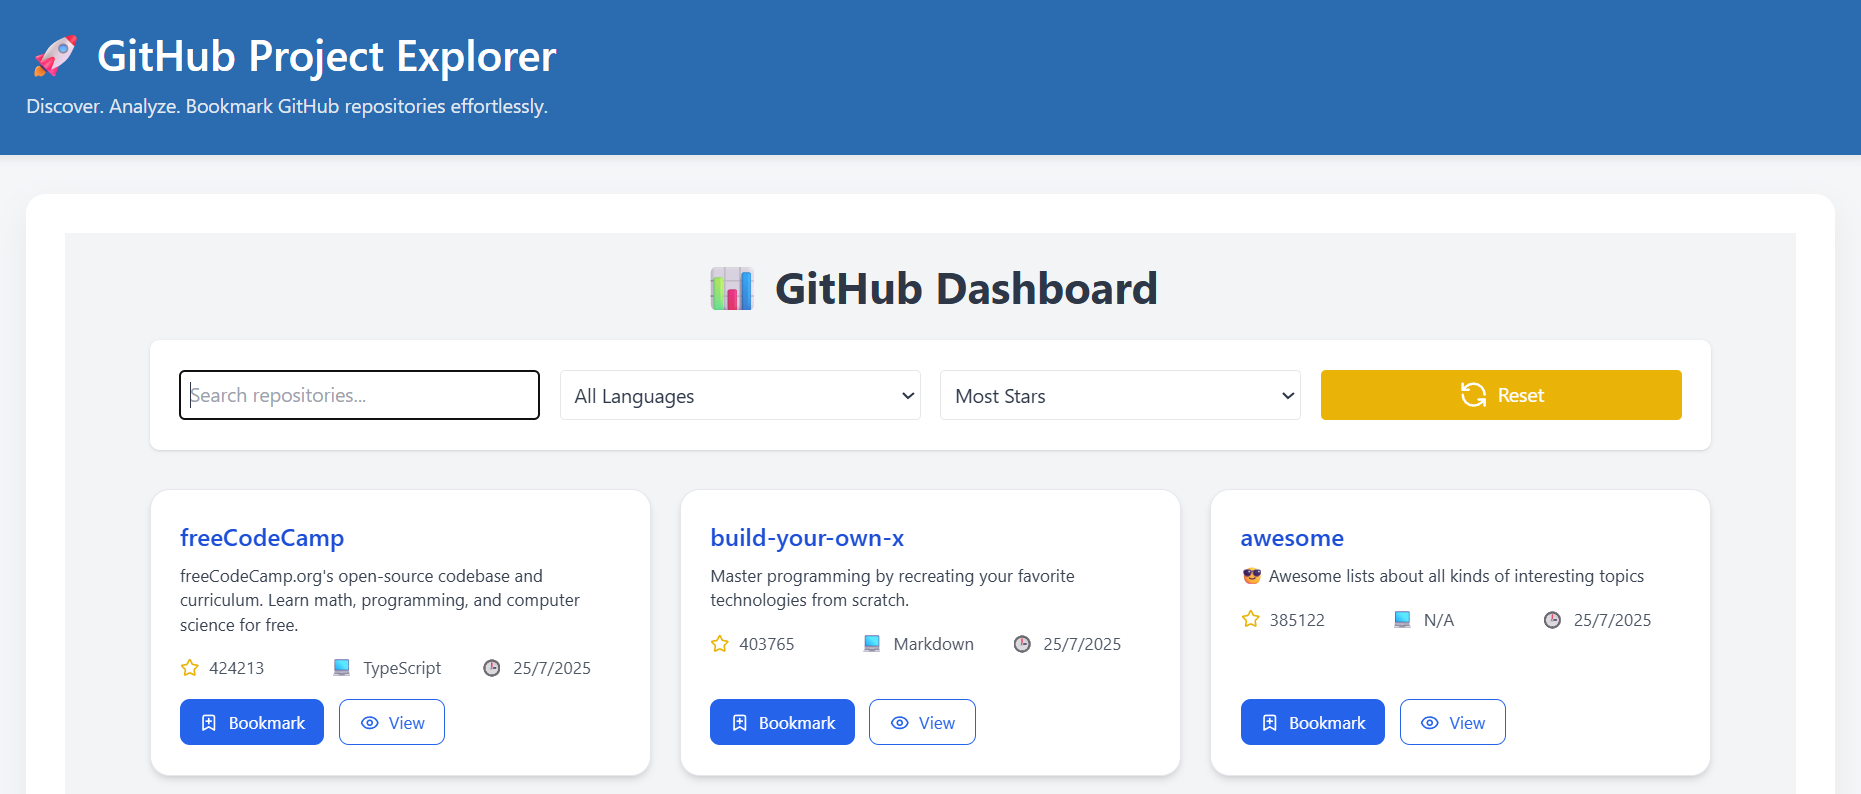 🚀 GitHub Project Explorer
Discover. Analyze. Bookmark GitHub repositories effortlessly.
📊 GitHub Dashboard
Search repositories...
All Languages
Most Stars
Reset
freeCodeCamp
freeCodeCamp.org's open-source codebase and
curriculum. Learn math, programming, and computer
science for free.
424213
TypeScript
25/7/2025
Bookmark
View
build-your-own-x
Master programming by recreating your favorite
technologies from scratch.
403765
Markdown
25/7/2025
Bookmark
View
awesome
😎 Awesome lists about all kinds of interesting topics
385122
N/A
25/7/2025
Bookmark
View